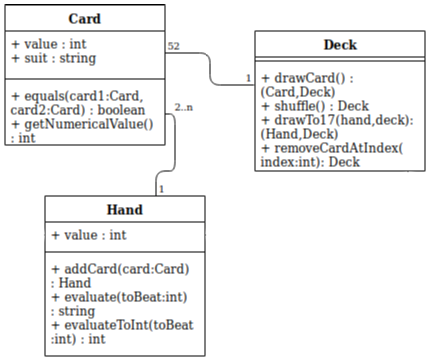 Card
+ value : int
+ suit : string
+ equals(card1:Card,
card2:Card) : boolean
+ getNumericalValue()
: int
52
1
Deck
+ drawCard() :
(Card,Deck)
+ shuffle() : Deck
+ drawTo17(hand,deck):
(Hand,Deck)
+ removeCardAtIndex(
index:int): Deck
2..n
1
Hand
+ value : int
+ addCard(card:Card)
: Hand
+ evaluate(toBeat:int)
: string
+ evaluateToInt(toBeat
:int) : int